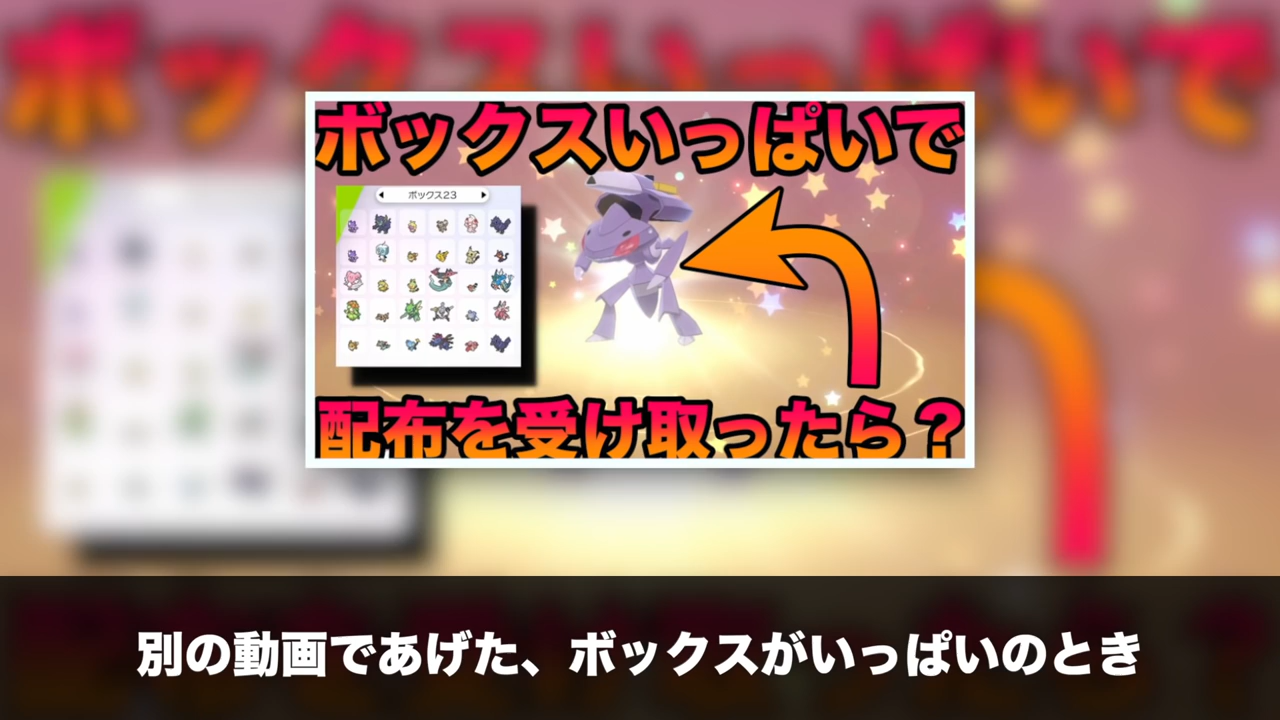 ボックスいっぱいで
ボックス23
配布を受け取ったら？
別の動画であげた、ボックスがいっぱいのとき